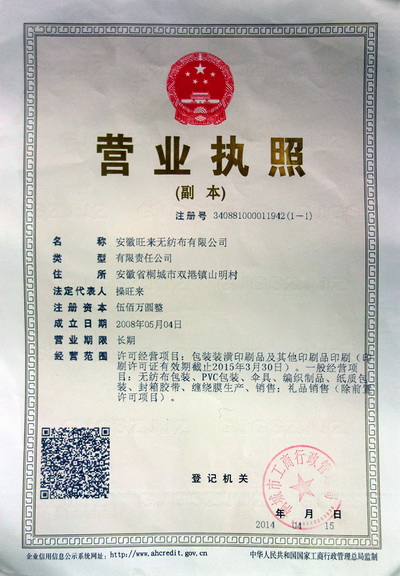 营业执照
(副 本)
注册号 340881000011942(1-1)
名 称 安徽旺来无纺布有限公司
类 型 有限责任公司
住 所 安徽省桐城市双港镇山明村
法定代表人 操旺来
注册资本 伍佰万圆整
成立日期 2008年05月04日
营业期限 长期
经营范围 许可经营项目：包装装潢印刷品及其他印刷品印刷（印
刷许可证有效期截止2015年3月30日）。一般经营项
目：无纺布包装、PVC包装、伞具、编织制品、纸质包
装、封箱胶带、缠绕膜生产、销售；礼品销售（除前置
许可项目）。
登记机关
市工商行政管
年 月 日
2014 04 15
企业信用信息公示系统网址：http://www.ahcredit.gov.cn
中华人民共和国国家工商行政管理总局监制